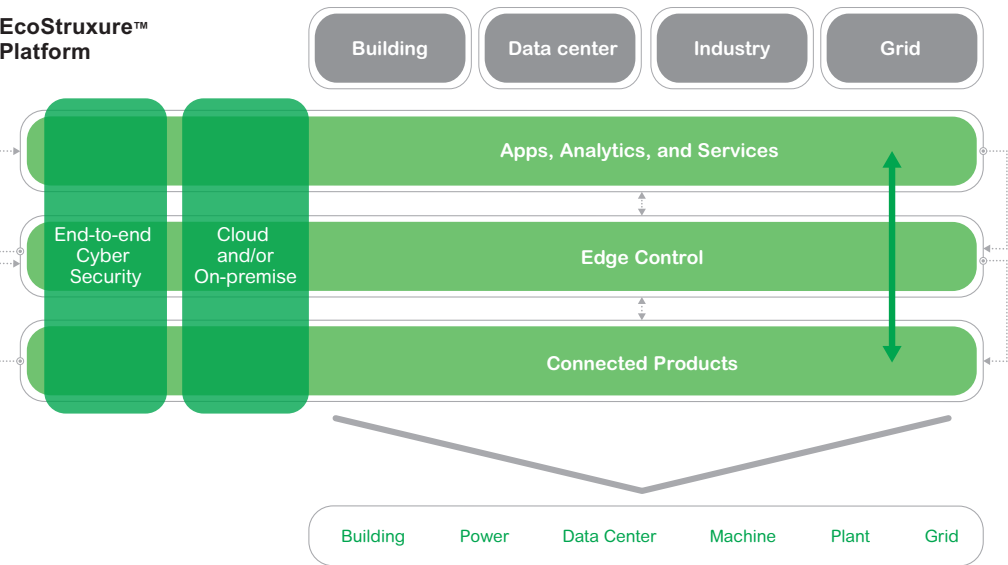 EcoStruxure™
Platform
Building
Data center
Industry
Grid
Apps, Analytics, and Services
End-to-end
Cyber
Security
Cloud
and/or
On-premise
Edge Control
Connected Products
Building
Power
Data Center
Machine
Plant
Grid